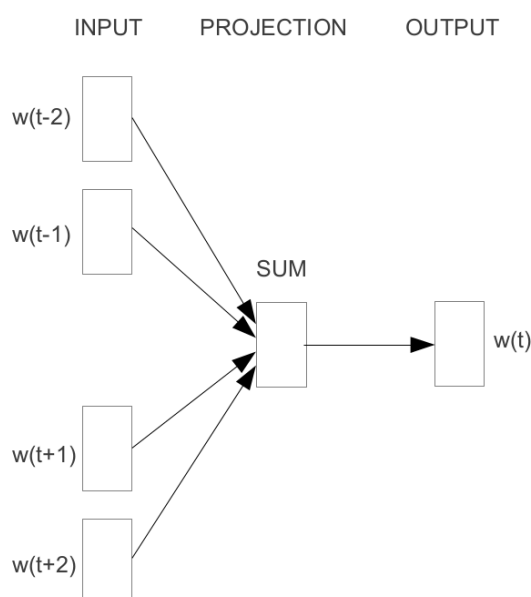 INPUT PROJECTION OUTPUT
w(t-2)
w(t-1)
SUM
w(t)
w(t+1)
w(t+2)